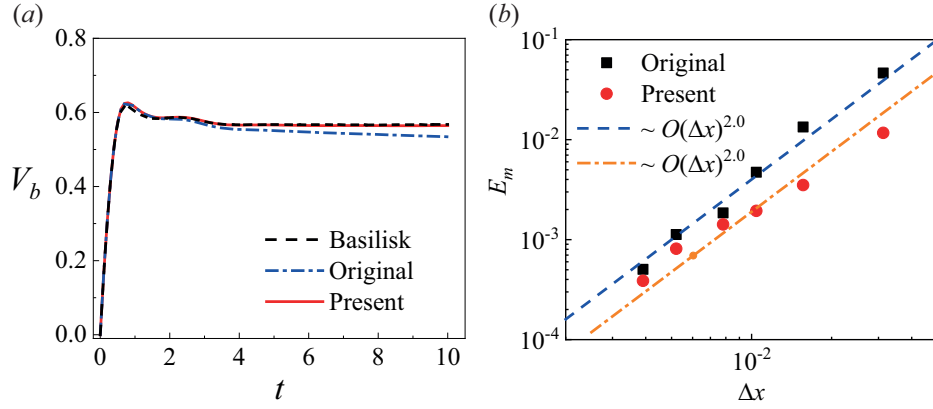 (a)
0.8
0.6
0.4
0.2
0.0
V_b
0
2
4
6
8
10
t
Basilisk
Original
Present
(b)
10^{-1}
10^{-2}
10^{-3}
10^{-4}
E_m
10^{-2}
Δx
Original
Present
~ O(Δx)^{2.0}
~ O(Δx)^{2.0}